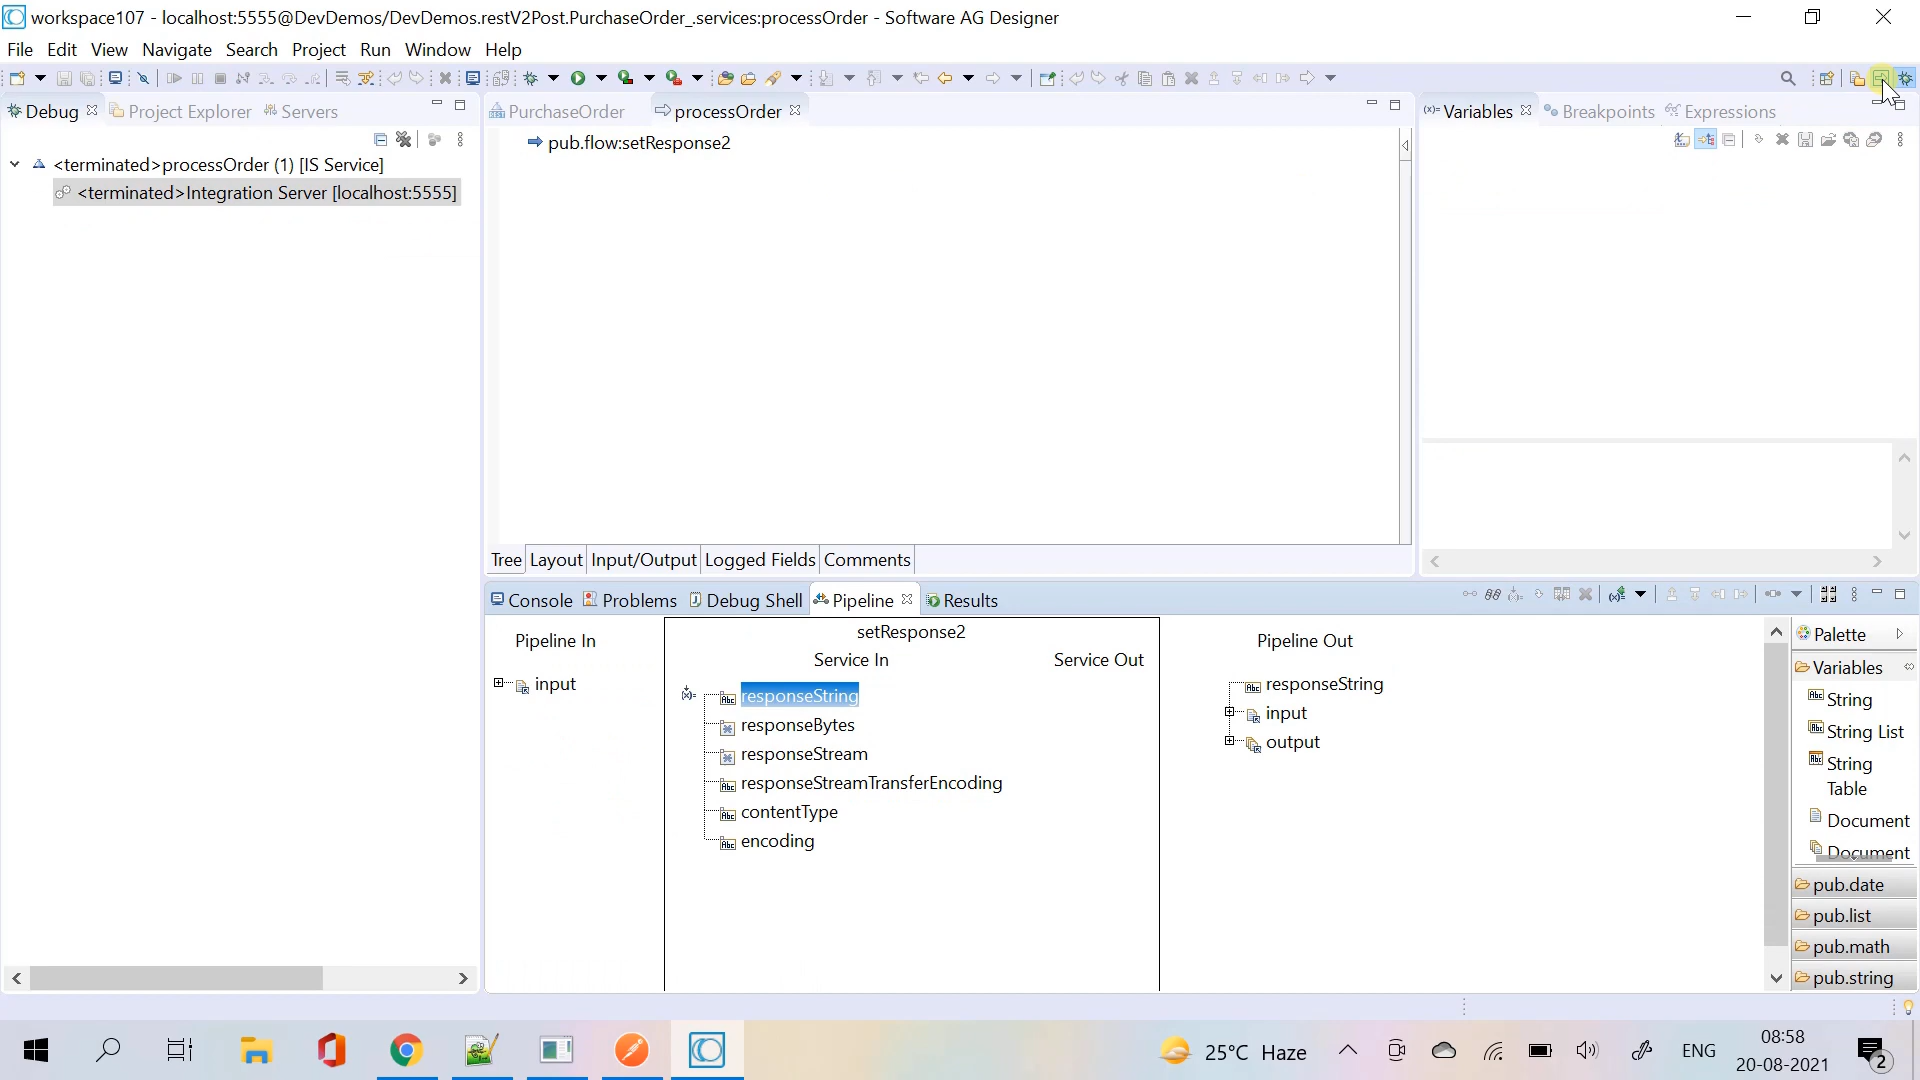 workspace107 - localhost:5555@DevDemos/DevDemos.restV2Post.PurchaseOrder_.services:processOrder - Software AG Designer
File Edit View Navigate Search Project Run Window Help
Debug Project Explorer Servers
PurchaseOrder processOrder
Variables Breakpoints Expressions
<terminated>processOrder (1) [IS Service]
<terminated>Integration Server [localhost:5555]
pub.flow:setResponse2
Tree Layout Input/Output Logged Fields Comments
Console Problems Debug Shell Pipeline Results
Pipeline In
input
setResponse2
Service In Service Out
responseString
responseBytes
responseStream
responseStreamTransferEncoding
contentType
encoding
Pipeline Out
responseString
input
output
Palette
Variables
String
String List
String
Table
Document
Document
pub.date
pub.list
pub.math
pub.string
25°C Haze
ENG
08:58
20-08-2021
2